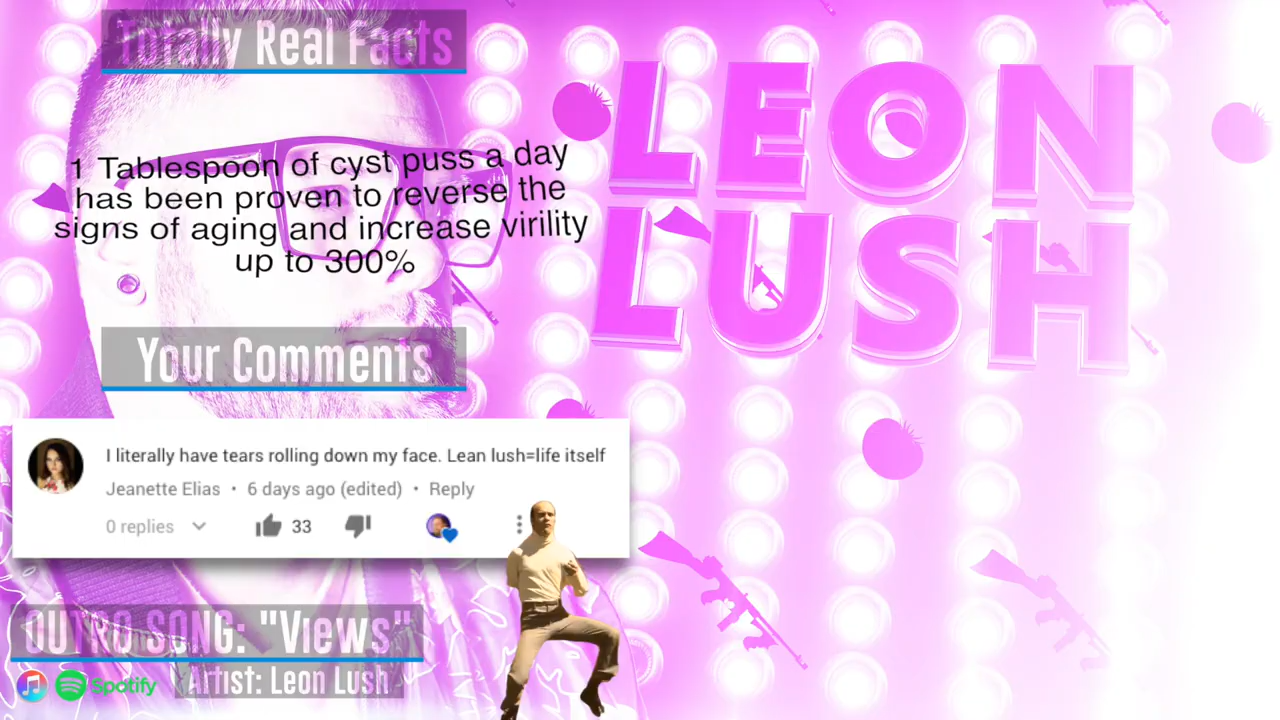 Totally Real Facts
LEON
LUSH
1 Tablespoon of cyst puss a day
has been proven to reverse the
signs of aging and increase virility
up to 300%
Your Comments
I literally have tears rolling down my face. Lean lush=life itself
Jeanette Elias • 6 days ago (edited) • Reply
0 replies 33
OUTRO SONG: "Views"
Spotify Artist: Leon Lush